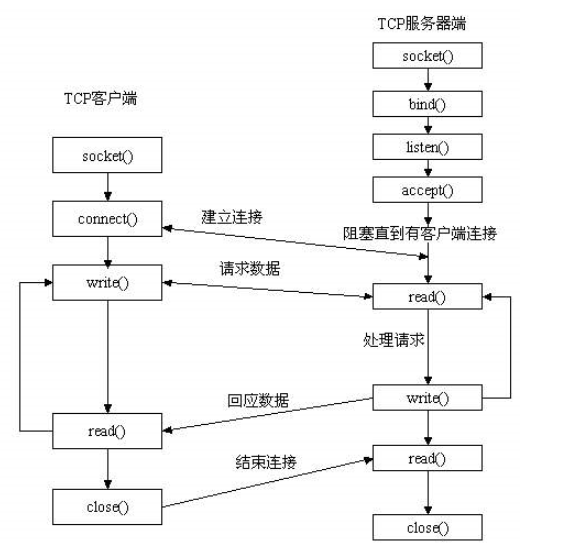 TCP服务器端
socket()
bind()
TCP客户端
listen()
socket()
accept()
connect()
建立连接
阻塞直到有客户端连接
请求数据
write()
read()
处理请求
回应数据
write()
read()
结束连接
read()
close()
close()